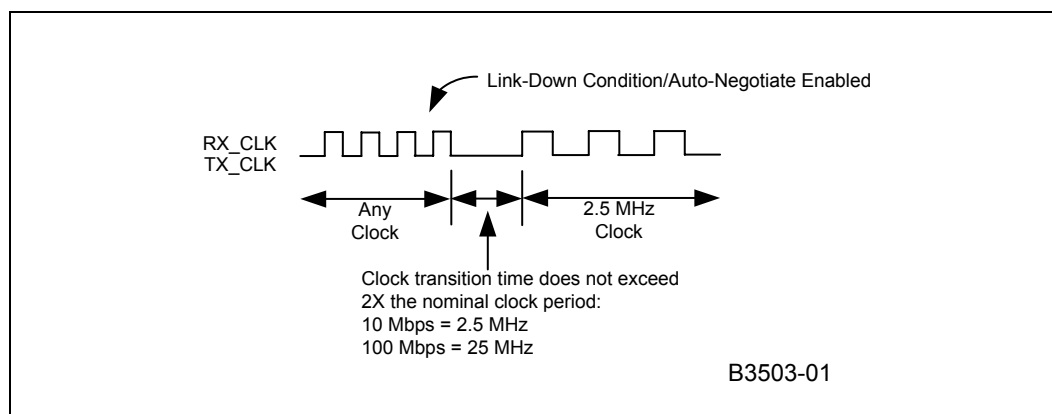 Link-Down Condition/Auto-Negotiate Enabled
RX_CLK
TX_CLK
Any
Clock
2.5 MHz
Clock
Clock transition time does not exceed
2X the nominal clock period:
10 Mbps = 2.5 MHz
100 Mbps = 25 MHz
B3503-01